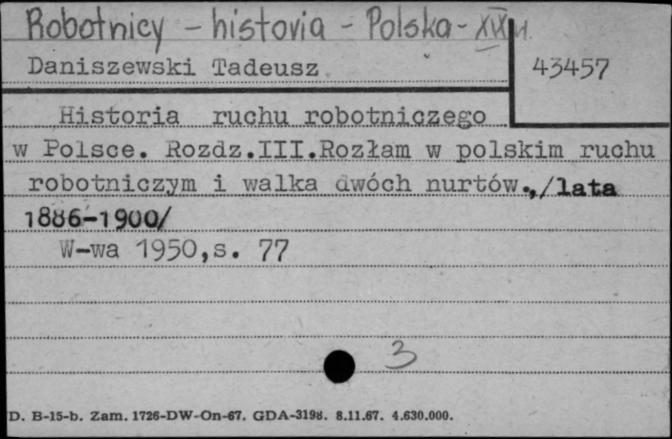 Robotnicy - historia - Polska - XIX w.
Daniszewski Tadeusz
43457
Historia ruchu robotniczego
w Polsce. Rozdz.III.Rozłam w polskim ruchu
robotniczym i walka dwóch nurtów.,/lata
1886-1900/
W-wa 1950,s. 77
3
D. B-15-b. Zam. 1726-DW-On-67. GDA-3198. 8.11.67. 4.630.000.